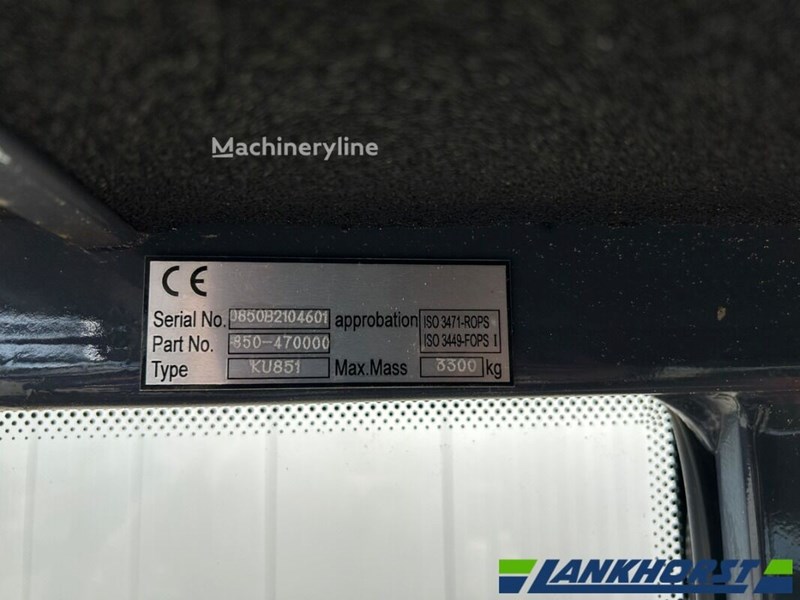 Machineryline
CE
Serial No. 0850B2104601 approbation ISO 3471-ROPS
Part No. 850-470000 ISO 3449-FOPS I
Type KU851 Max.Mass 3300 kg
LANKHORST